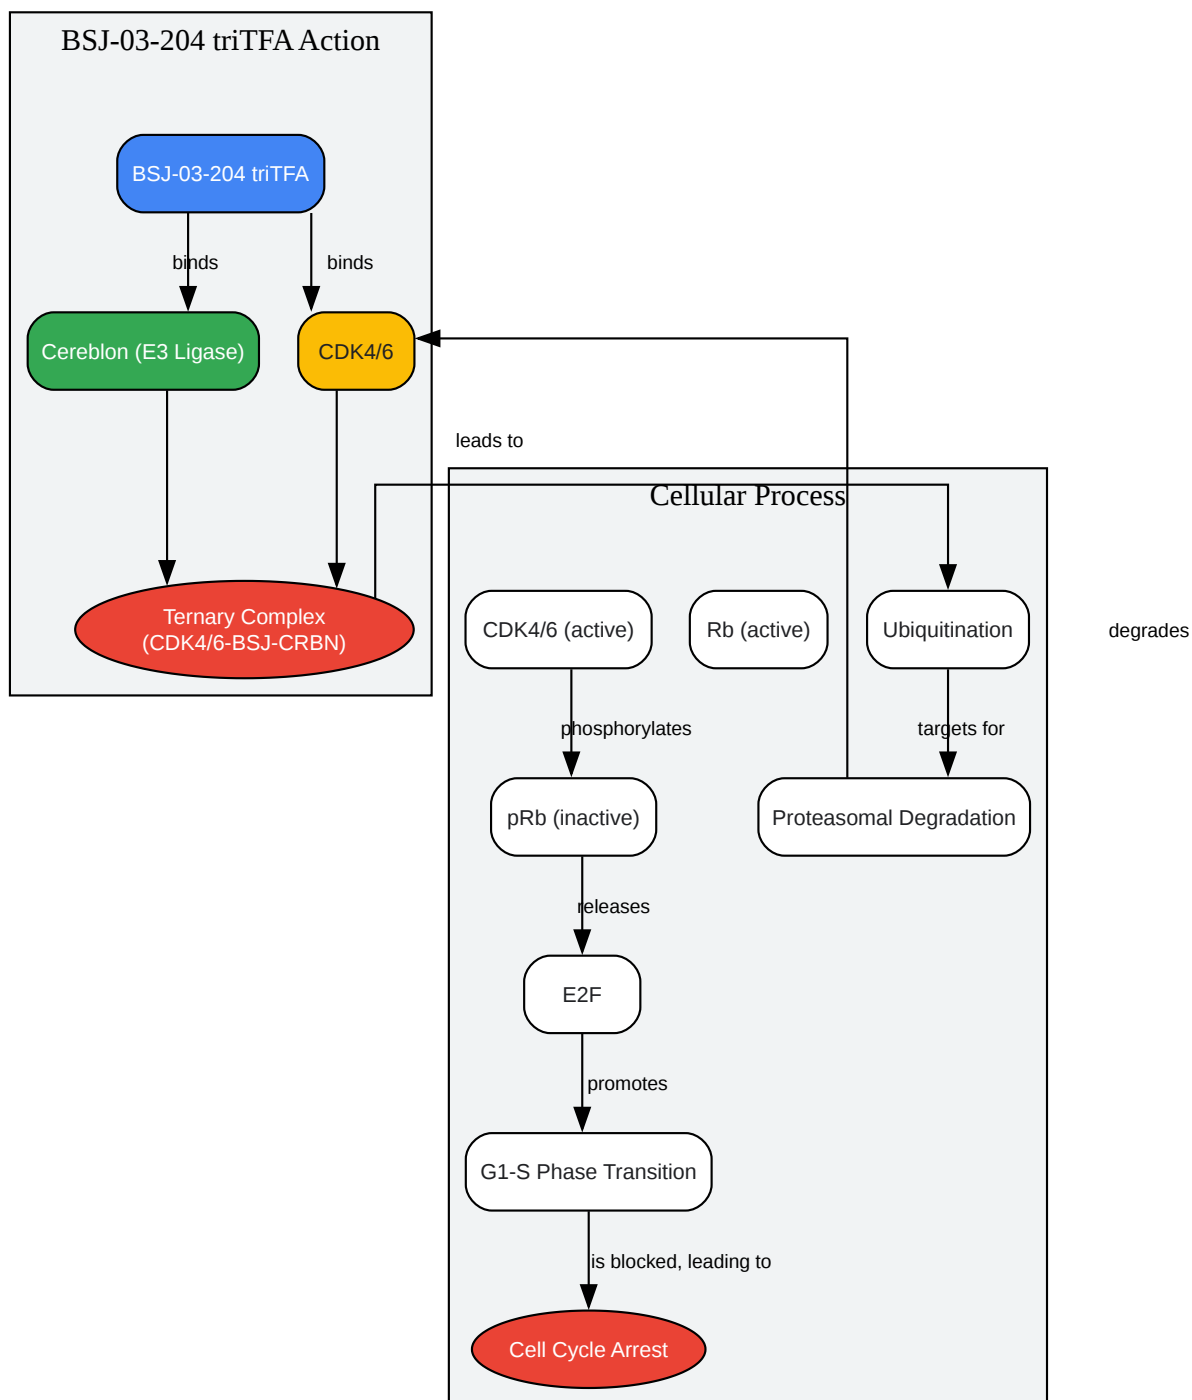 BSJ-03-204 triTFA Action
BSJ-03-204 triTFA
binds
binds
Cereblon (E3 Ligase)
CDK4/6
leads to
Cellular Process
Ternary Complex
(CDK4/6-BSJ-CRBN)
CDK4/6 (active)
Rb (active)
Ubiquitination
degrades
phosphorylates
targets for
pRb (inactive)
Proteasomal Degradation
releases
E2F
promotes
G1-S Phase Transition
is blocked, leading to
Cell Cycle Arrest